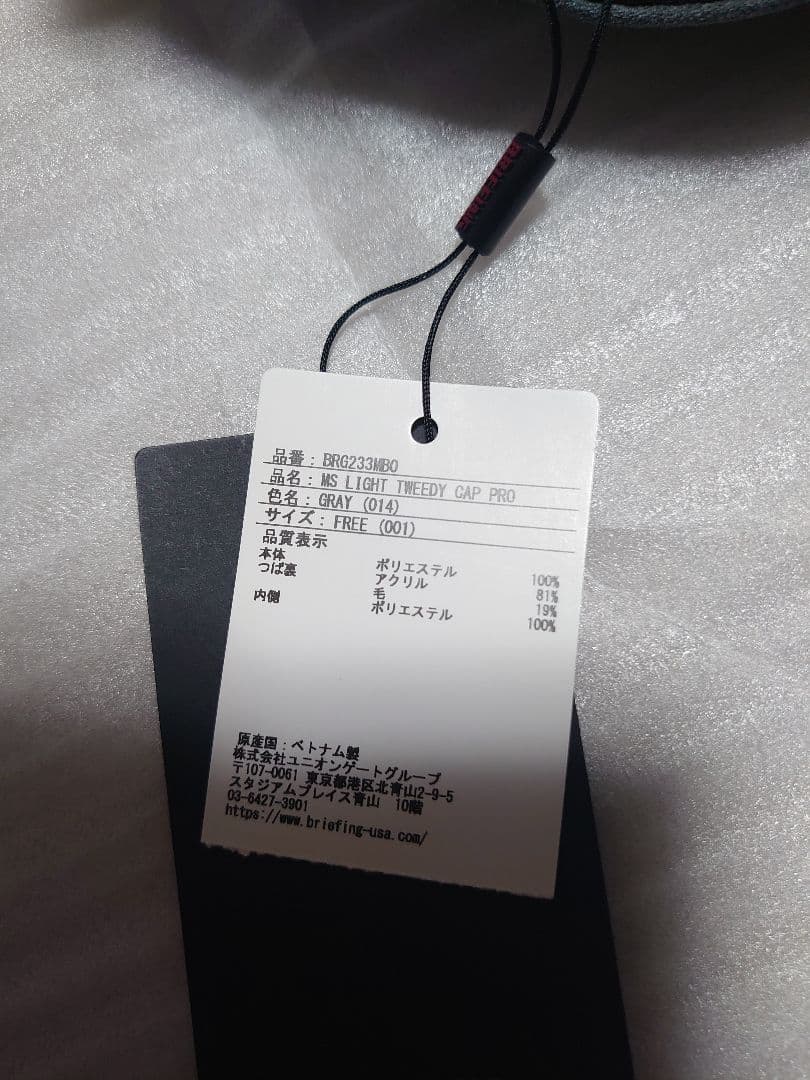 BRIEFING
品番：BRG233MB0
品名：MS LIGHT TWEEDY CAP PRO
色名：GRAY (014)
サイズ：FREE (001)
品質表示
本体 ポリエステル 100%
つば裏 アクリル 81%
毛 19%
内側 ポリエステル 100%
原産国：ベトナム製
株式会社ユニオンゲートグループ
〒107-0061 東京都港区北青山2-9-5
スタジアムプレイス青山 10階
03-6427-3901
https://www.briefing-usa.com/